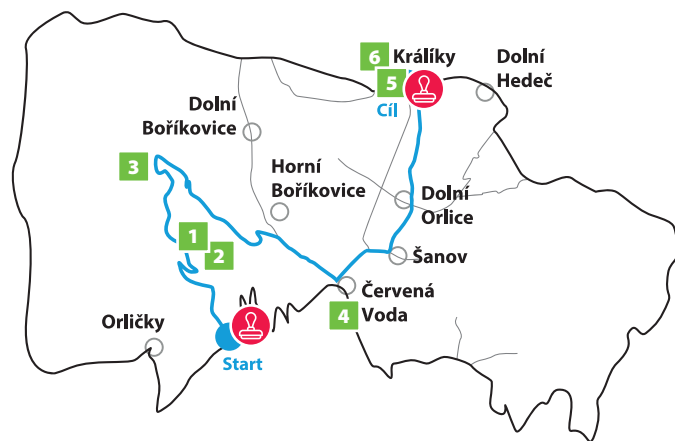 6 Králíky
5
Cíl
Dolní
Hedeč
Dolní
Boříkovice
3
Horní
Boříkovice
Dolní
Orlice
1
2
Šanov
Červená
Voda
4
Orličky
Start